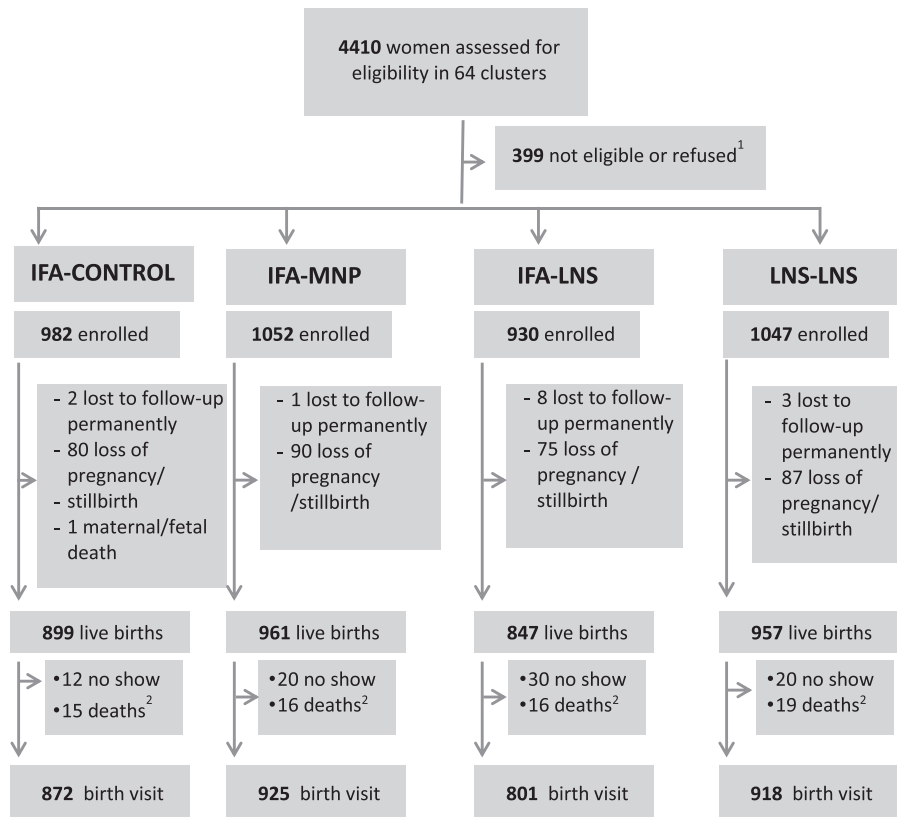 4410 women assessed for
eligibility in 64 clusters
399 not eligible or refused1
IFA-CONTROL
IFA-MNP
IFA-LNS
LNS-LNS
982 enrolled
1052 enrolled
930 enrolled
1047 enrolled
- 2 lost to follow-up
permanently
- 80 loss of
pregnancy/
- stillbirth
- 1 maternal/fetal
death
- 1 lost to follow-
up permanently
- 90 loss of
pregnancy
/stillbirth
- 8 lost to follow-
up permanently
- 75 loss of
pregnancy /
stillbirth
- 3 lost to
follow-up
permanently
- 87 loss of
pregnancy/
stillbirth
899 live births
961 live births
847 live births
957 live births
•12 no show
•15 deaths2
•20 no show
•16 deaths2
•30 no show
•16 deaths2
•20 no show
•19 deaths2
872 birth visit
925 birth visit
801 birth visit
918 birth visit